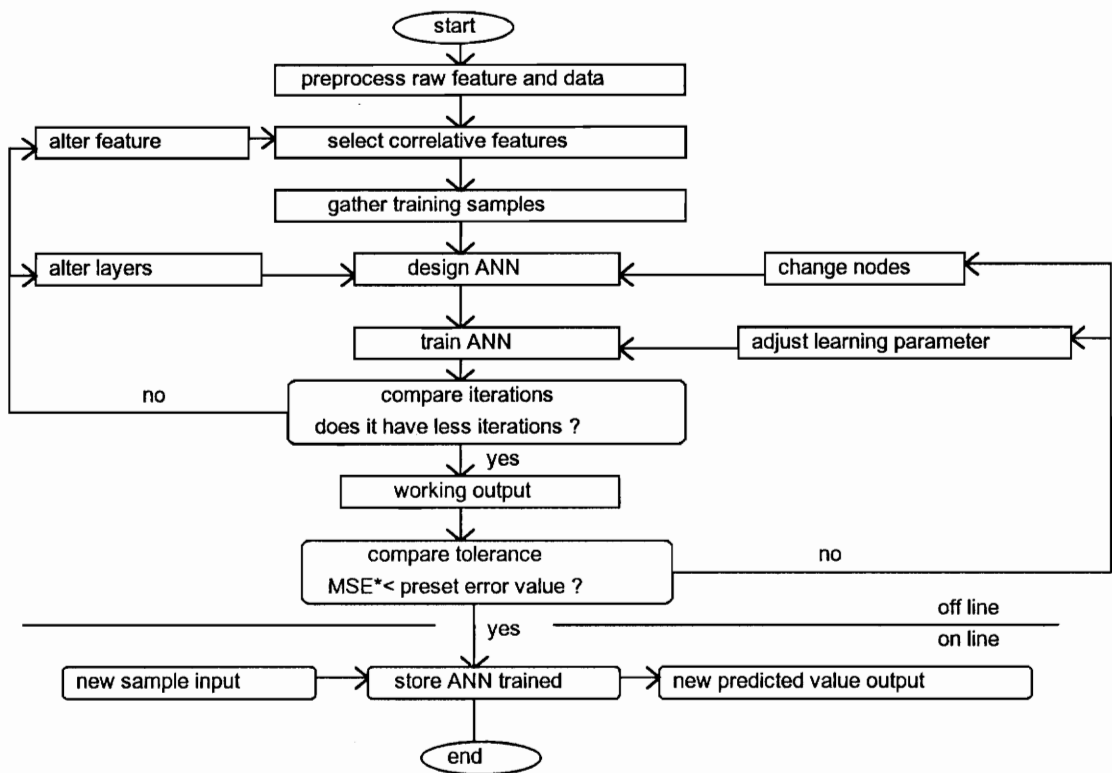 start
preprocess raw feature and data
alter feature
select correlative features
gather training samples
alter layers
design ANN
change nodes
train ANN
adjust learning parameter
no
compare iterations
does it have less iterations ?
yes
working output
compare tolerance
no
MSE*< preset error value ?
off line
yes
on line
new sample input
store ANN trained
new predicted value output
end